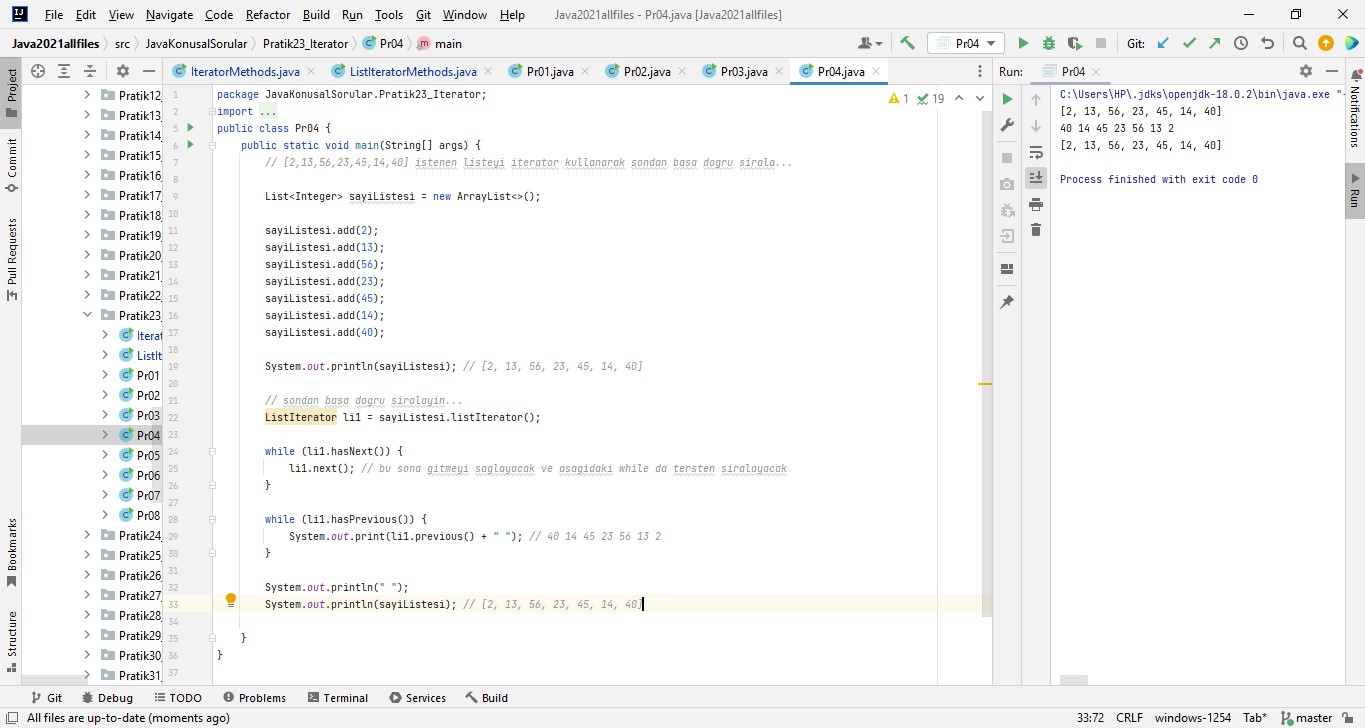 File Edit View Navigate Code Refactor Build Run Tools Git Window Help Java2021allfiles - Pr04.java [Java2021allfiles]
Java2021allfiles src JavaKonusalSorular Pratik23_Iterator Pr04 main Pr04 Git:
Project
Commit
Pull Requests
Bookmarks
Structure
Pratik12
Pratik13
Pratik14
Pratik15
Pratik16
Pratik17
Pratik18
Pratik19
Pratik20
Pratik21
Pratik22
Pratik23_
Iterat
ListIt
Pr01
Pr02
Pr03
Pr04
Pr05
Pr06
Pr07
Pr08
Pratik24
Pratik25
Pratik26
Pratik27
Pratik28
Pratik29
Pratik30
Pratik31
IteratorMethods.java ListIteratorMethods.java Pr01.java Pr02.java Pr03.java Pr04.java
1 package JavaKonusalSorular.Pratik23_Iterator;
2 import ...
5 public class Pr04 {
6 public static void main(String[] args) {
7 // [2,13,56,23,45,14,40] istenen listeyi iterator kullanarak sondan basa dogru sirala...
8
9 List<Integer> sayiListesi = new ArrayList<>();
10
11 sayiListesi.add(2);
12 sayiListesi.add(13);
13 sayiListesi.add(56);
14 sayiListesi.add(23);
15 sayiListesi.add(45);
16 sayiListesi.add(14);
17 sayiListesi.add(40);
18
19 System.out.println(sayiListesi); // [2, 13, 56, 23, 45, 14, 40]
20
21 // sondan basa dogru siralayin...
22 ListIterator li1 = sayiListesi.listIterator();
23
24 while (li1.hasNext()) {
25 li1.next(); // bu sona gitmeyi saglayacak ve asagidaki while da tersten siralayacak
26 }
27
28 while (li1.hasPrevious()) {
29 System.out.print(li1.previous() + " "); // 40 14 45 23 56 13 2
30 }
31
32 System.out.println(" ");
33 System.out.println(sayiListesi); // [2, 13, 56, 23, 45, 14, 40]
34
35 }
36 }
37
1 19
Run: Pr04
C:\Users\HP\.jdks\openjdk-18.0.2\bin\java.exe "-
[2, 13, 56, 23, 45, 14, 40]
40 14 45 23 56 13 2
[2, 13, 56, 23, 45, 14, 40]
Process finished with exit code 0
Notifications
Run
Git Debug TODO Problems Terminal Services Build
All files are up-to-date (moments ago) 33:72 CRLF windows-1254 Tab* master